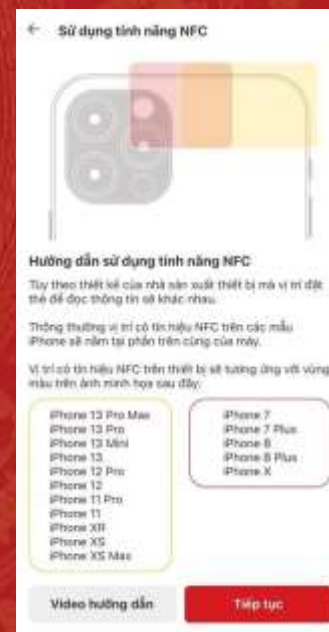 ← Sử dụng tính năng NFC
Hướng dẫn sử dụng tính năng NFC
Tùy theo thiết kế của nhà sản xuất thiết bị mà vị trí đặt
thẻ để đọc thông tin sẽ khác nhau.
Thông thường vị trí có tín hiệu NFC trên các mẫu
iPhone sẽ nằm tại phần trên cùng của máy.
Vị trí có tín hiệu NFC trên thiết bị sẽ tương ứng với vùng
màu trên ảnh minh họa sau đây:
iPhone 13 Pro Max
iPhone 13 Pro
iPhone 13 Mini
iPhone 13
iPhone 12 Pro
iPhone 12
iPhone 11 Pro
iPhone 11
iPhone XR
iPhone XS
iPhone XS Max
iPhone 7
iPhone 7 Plus
iPhone 8
iPhone 8 Plus
iPhone X
Video hướng dẫn
Tiếp tục